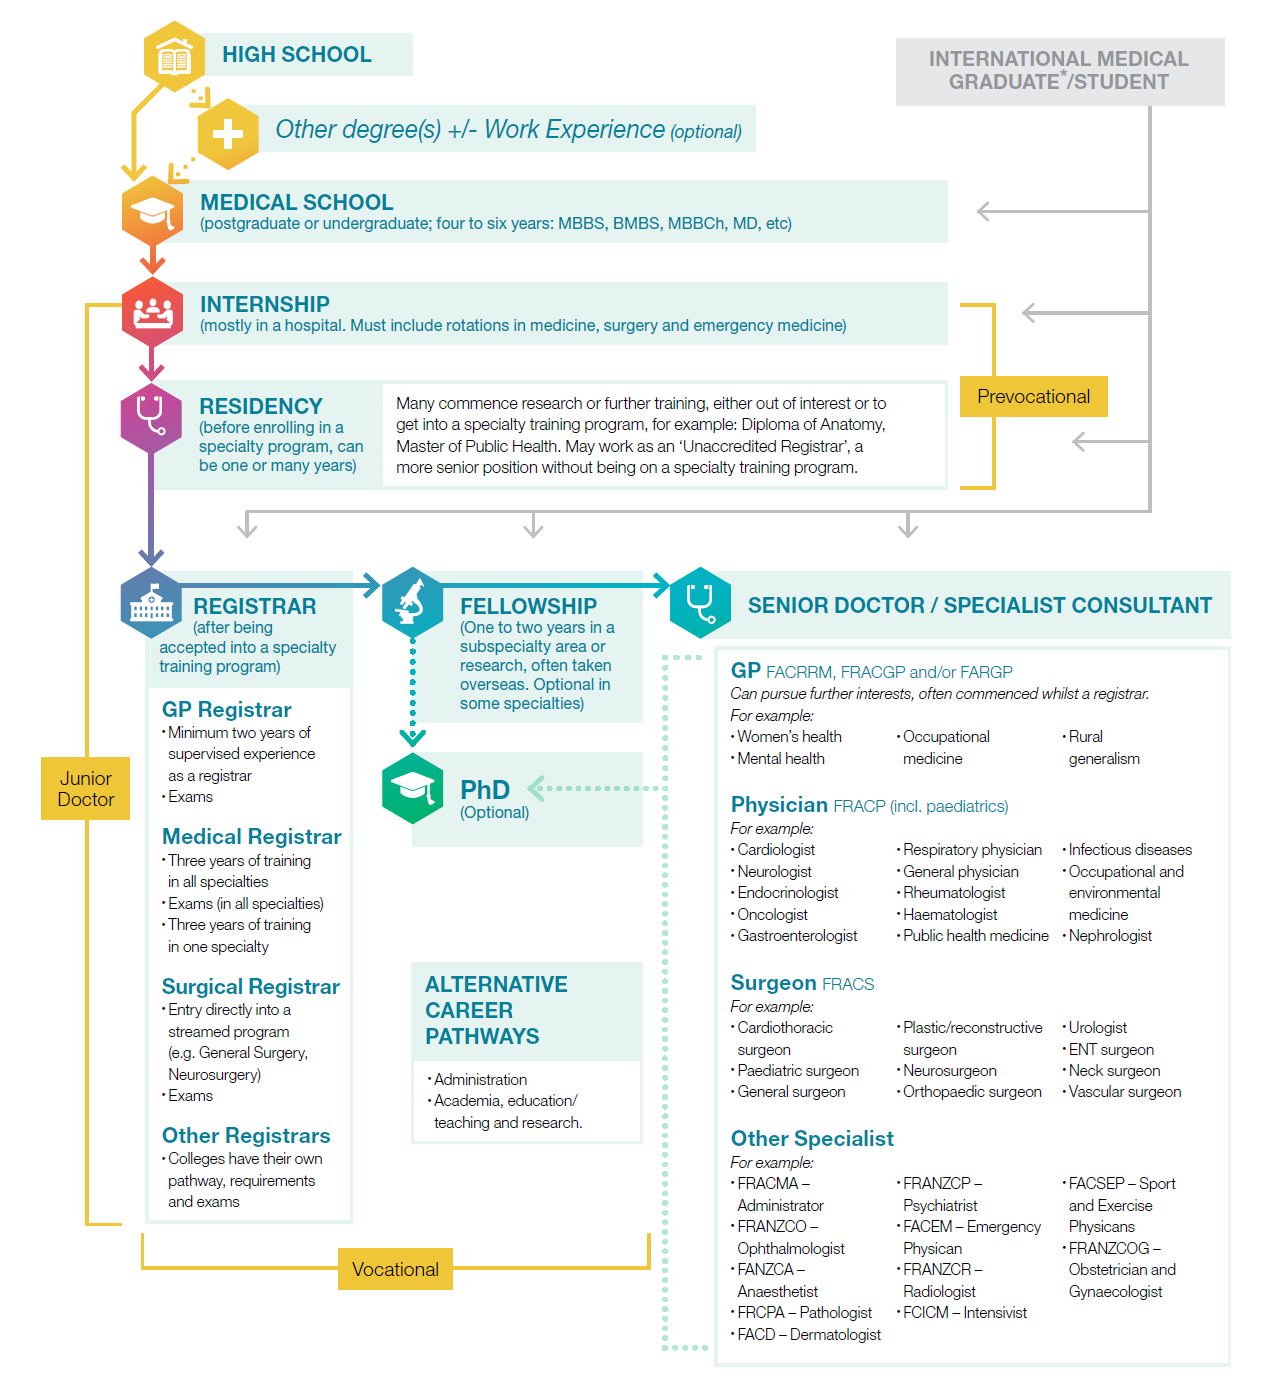 HIGH SCHOOL
INTERNATIONAL MEDICAL
GRADUATE*/STUDENT
Other degree(s) +/- Work Experience (optional)
MEDICAL SCHOOL
(postgraduate or undergraduate; four to six years: MBBS, BMBS, MBBCh, MD, etc)
INTERNSHIP
(mostly in a hospital. Must include rotations in medicine, surgery and emergency medicine)
Prevocational
RESIDENCY
(before enrolling in a
specialty program, can
be one or many years)
Many commence research or further training, either out of interest or to
get into a specialty training program, for example: Diploma of Anatomy,
Master of Public Health. May work as an ‘Unaccredited Registrar’, a
more senior position without being on a specialty training program.
Junior
Doctor
REGISTRAR
(after being
accepted into a specialty
training program)
GP Registrar
• Minimum two years of
supervised experience
as a registrar
• Exams
Medical Registrar
• Three years of training
in all specialties
• Exams (in all specialties)
• Three years of training
in one specialty
Surgical Registrar
• Entry directly into a
streamed program
(e.g. General Surgery,
Neurosurgery)
• Exams
Other Registrars
• Colleges have their own
pathway, requirements
and exams
Vocational
FELLOWSHIP
(One to two years in a
subspecialty area or
research, often taken
overseas. Optional in
some specialties)
PhD
(Optional)
ALTERNATIVE
CAREER
PATHWAYS
• Administration
• Academia, education/
teaching and research.
SENIOR DOCTOR / SPECIALIST CONSULTANT
GP FACRRM, FRACGP and/or FARGP
Can pursue further interests, often commenced whilst a registrar.
For example:
• Women’s health
• Mental health
• Occupational
medicine
• Rural
generalism
Physician FRACP (incl. paediatrics)
For example:
• Cardiologist
• Neurologist
• Endocrinologist
• Oncologist
• Gastroenterologist
• Respiratory physician
• General physician
• Rheumatologist
• Haematologist
• Public health medicine
• Infectious diseases
• Occupational and
environmental
medicine
• Nephrologist
Surgeon FRACS
For example:
• Cardiothoracic
surgeon
• Paediatric surgeon
• General surgeon
• Plastic/reconstructive
surgeon
• Neurosurgeon
• Orthopaedic surgeon
• Urologist
• ENT surgeon
• Neck surgeon
• Vascular surgeon
Other Specialist
For example:
• FRACMA –
Administrator
• FRANZCO –
Ophthalmologist
• FANZCA –
Anaesthetist
• FRCPA – Pathologist
• FACD – Dermatologist
• FRANZCP –
Psychiatrist
• FACEM – Emergency
Physican
• FRANZCR –
Radiologist
• FCICM – Intensivist
• FACSEP – Sport
and Exercise
Physicans
• FRANZCOG –
Obstetrician and
Gynaecologist